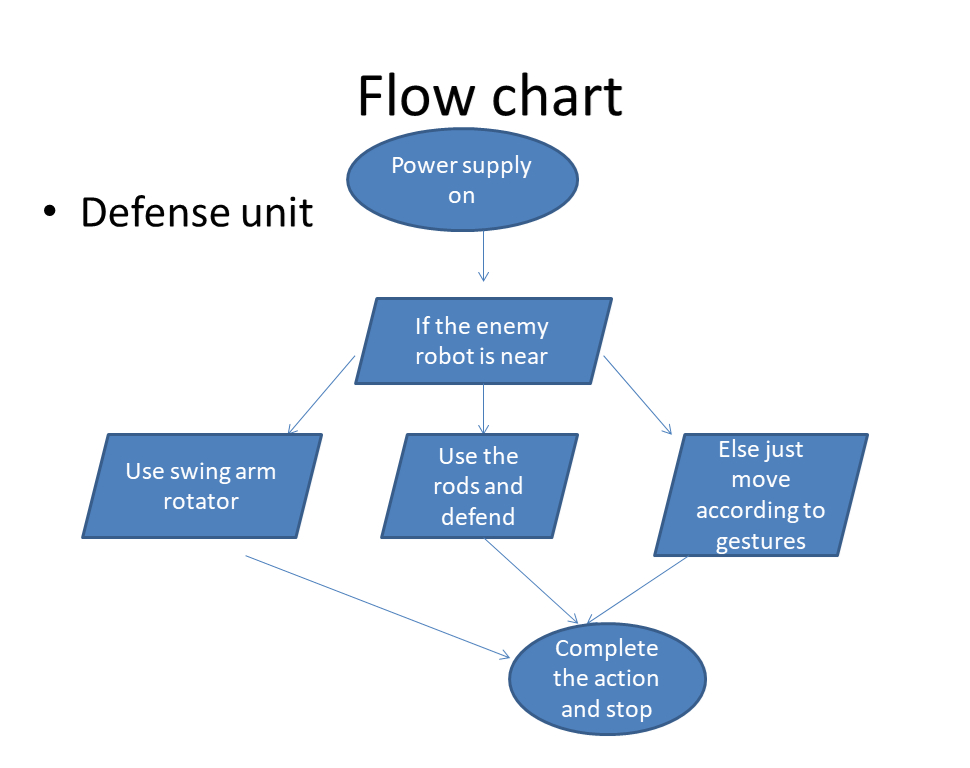 Flow chart
Power supply
on
• Defense unit
If the enemy
robot is near
Use swing arm
rotator
Use the
rods and
defend
Else just
move
according to
gestures
Complete
the action
and stop